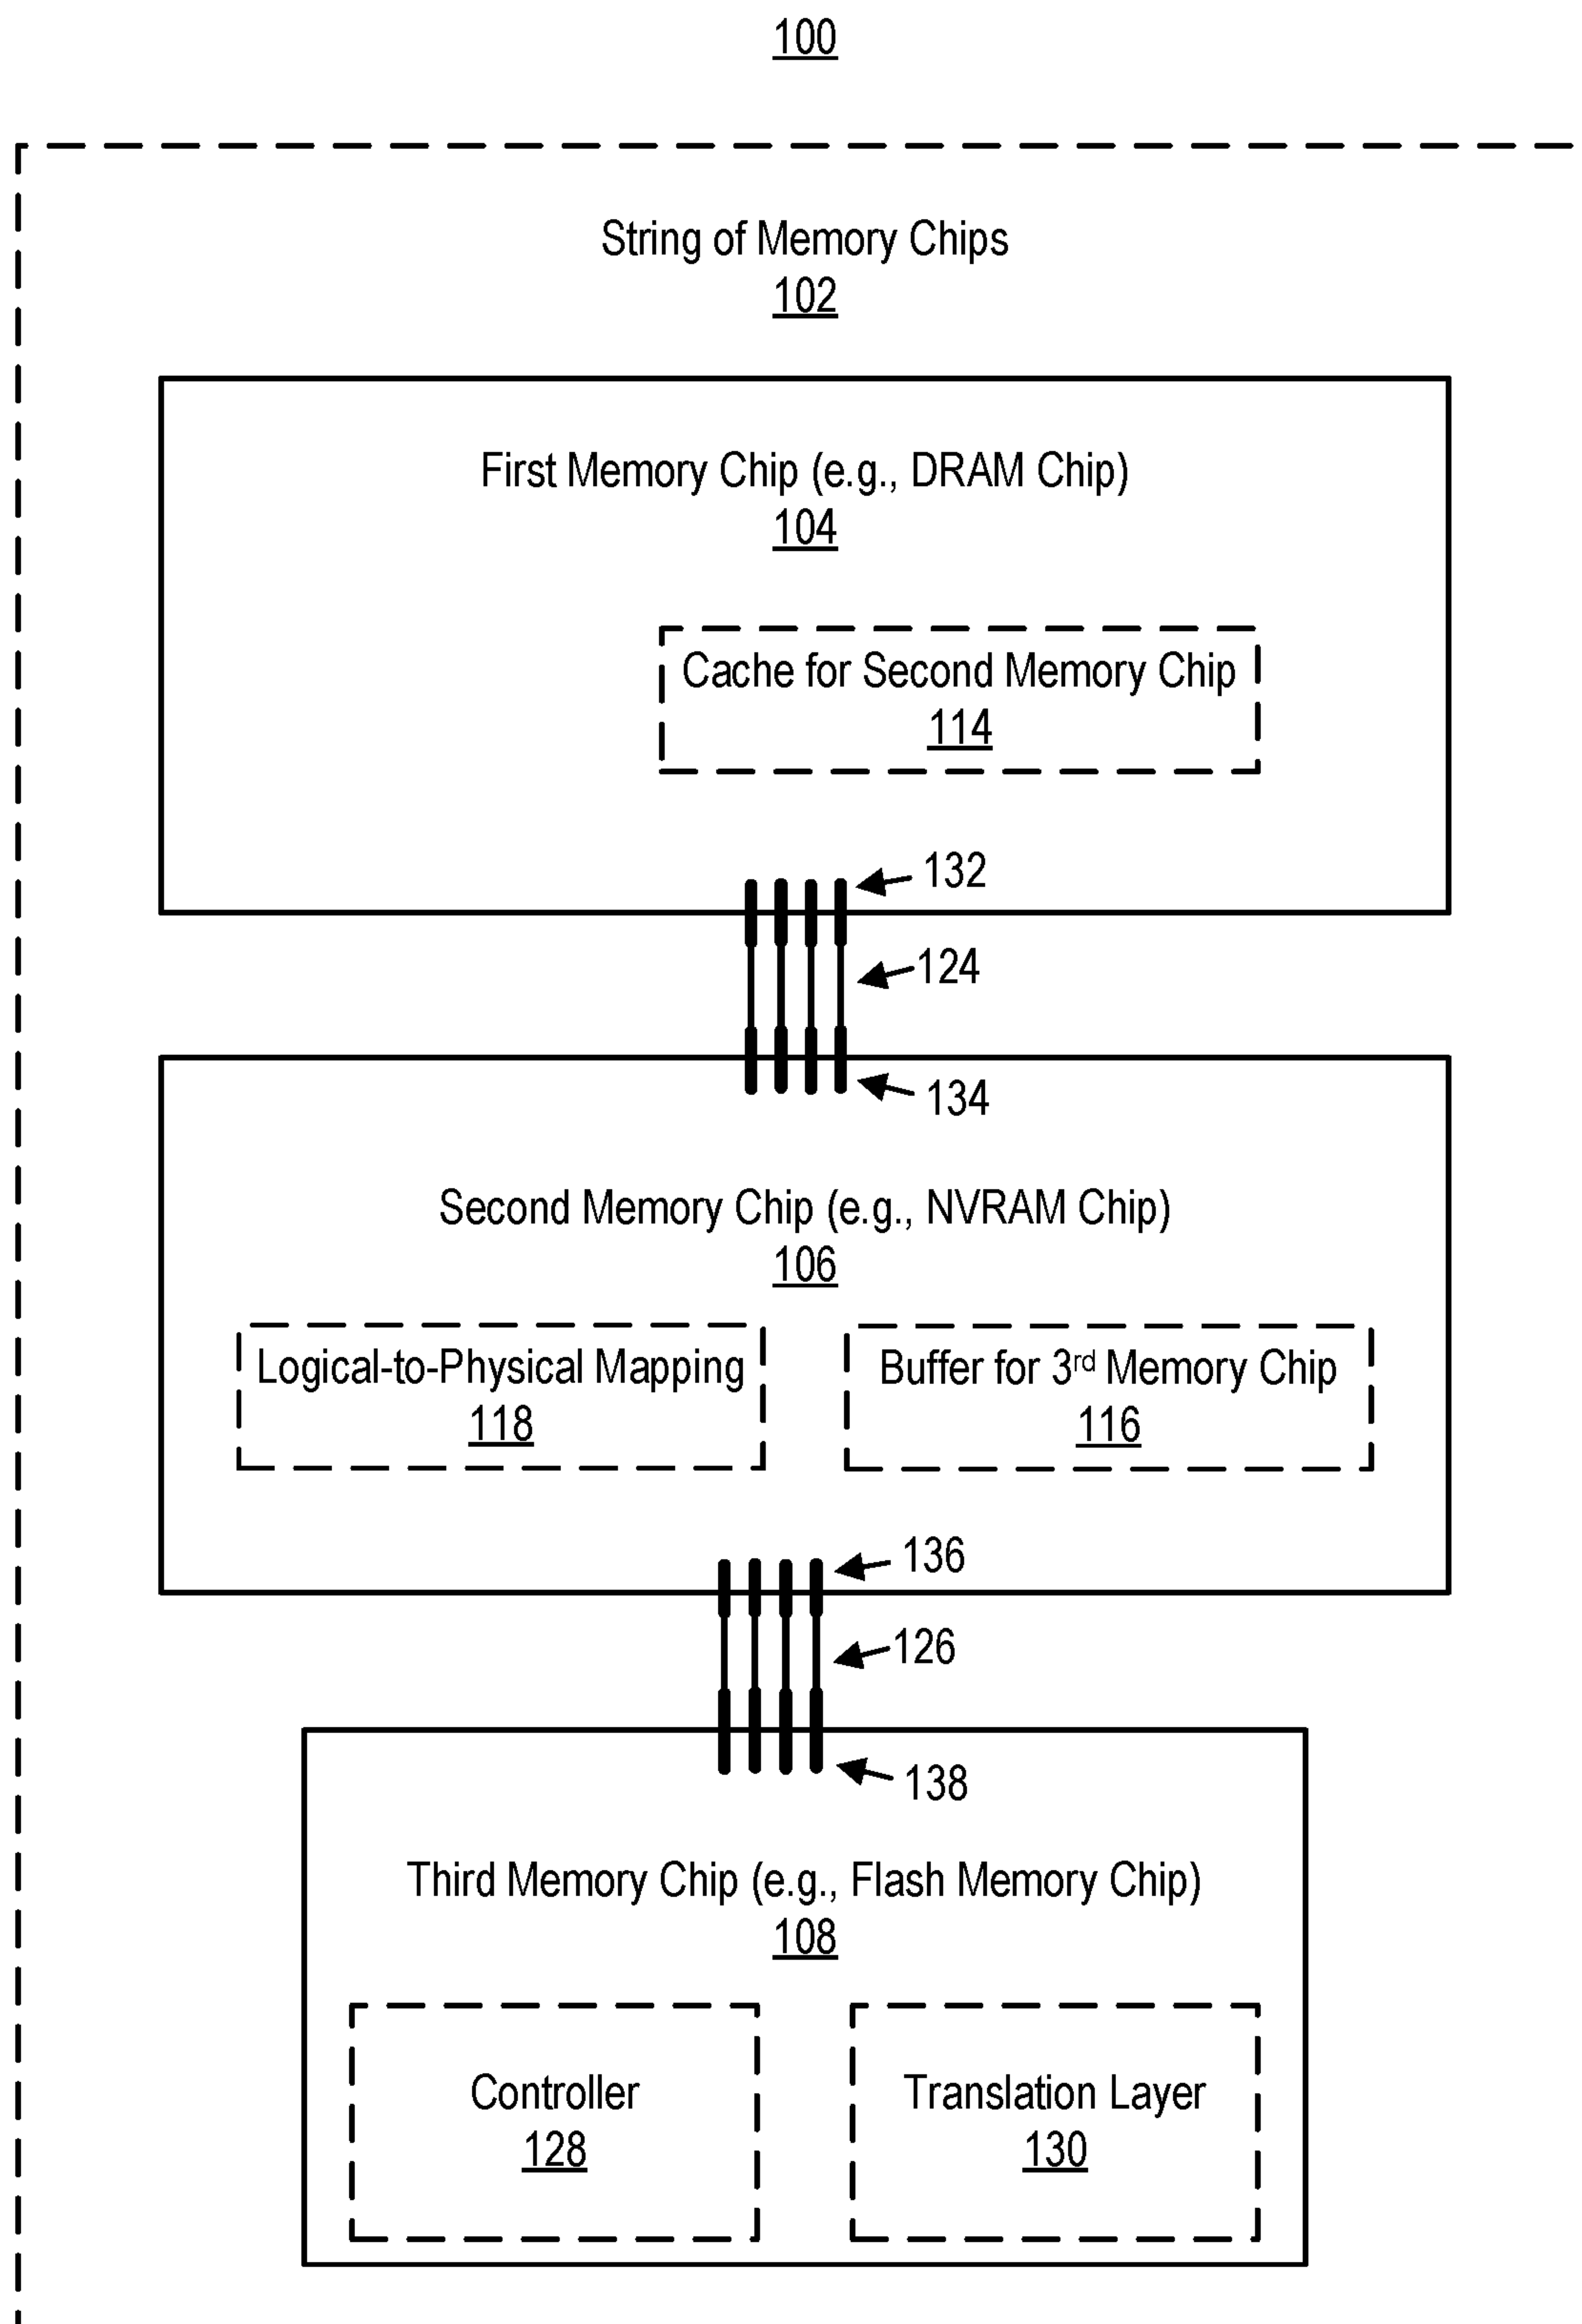 100
String of Memory Chips
102
First Memory Chip (e.g., DRAM Chip)
104
Cache for Second Memory Chip
114
132
124
134
Second Memory Chip (e.g., NVRAM Chip)
106
Logical-to-Physical Mapping
118
Buffer for 3rd Memory Chip
116
136
126
138
Third Memory Chip (e.g., Flash Memory Chip)
108
Controller
128
Translation Layer
130